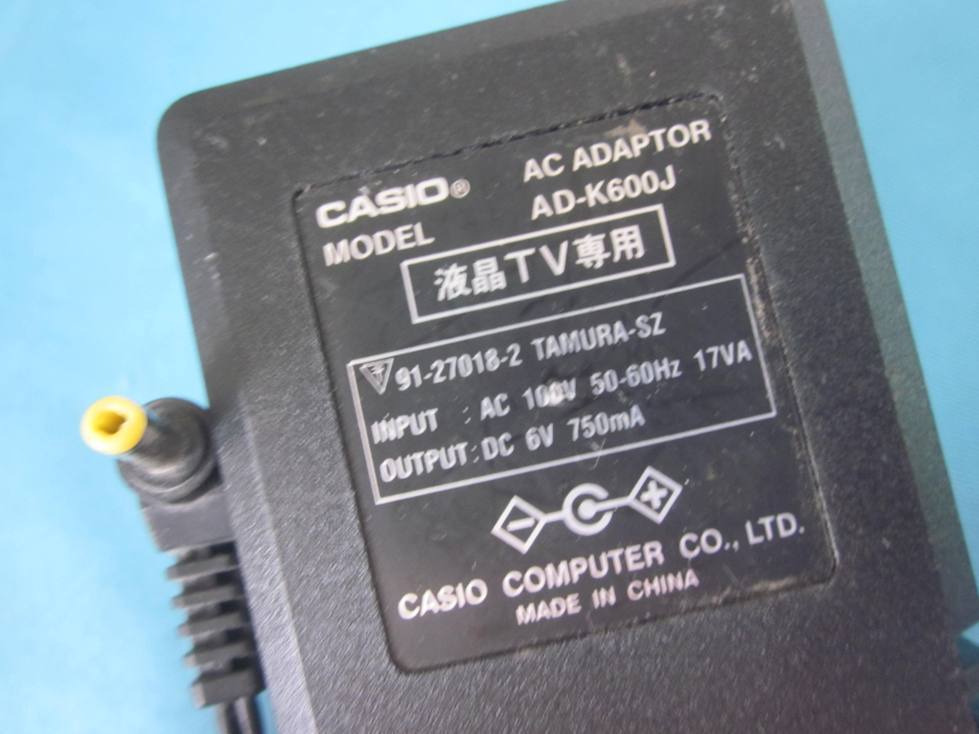 CASIO® AC ADAPTOR
MODEL AD-K600J
液晶TV専用
91-27018-2 TAMURA-SZ
INPUT : AC 100V 50-60Hz 17VA
OUTPUT : DC 6V 750mA
CASIO COMPUTER CO., LTD.
MADE IN CHINA